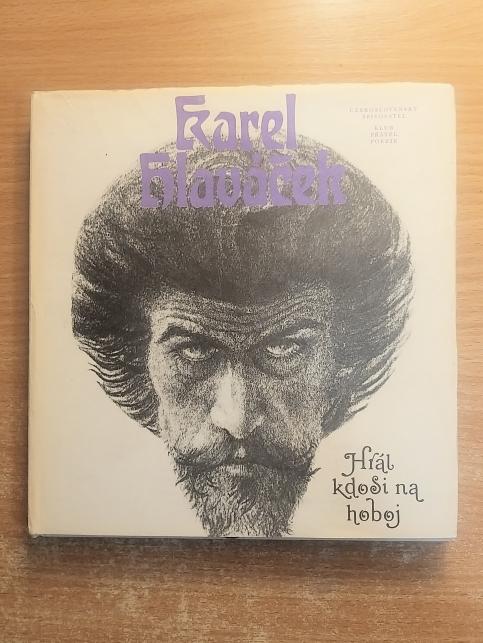 Karel
Hlaváček
ČESKOSLOVENSKÝ
SPISOVATEL
KLUB
PŘÁTEL
POEZIE
Hrál
kdosi na
hoboj